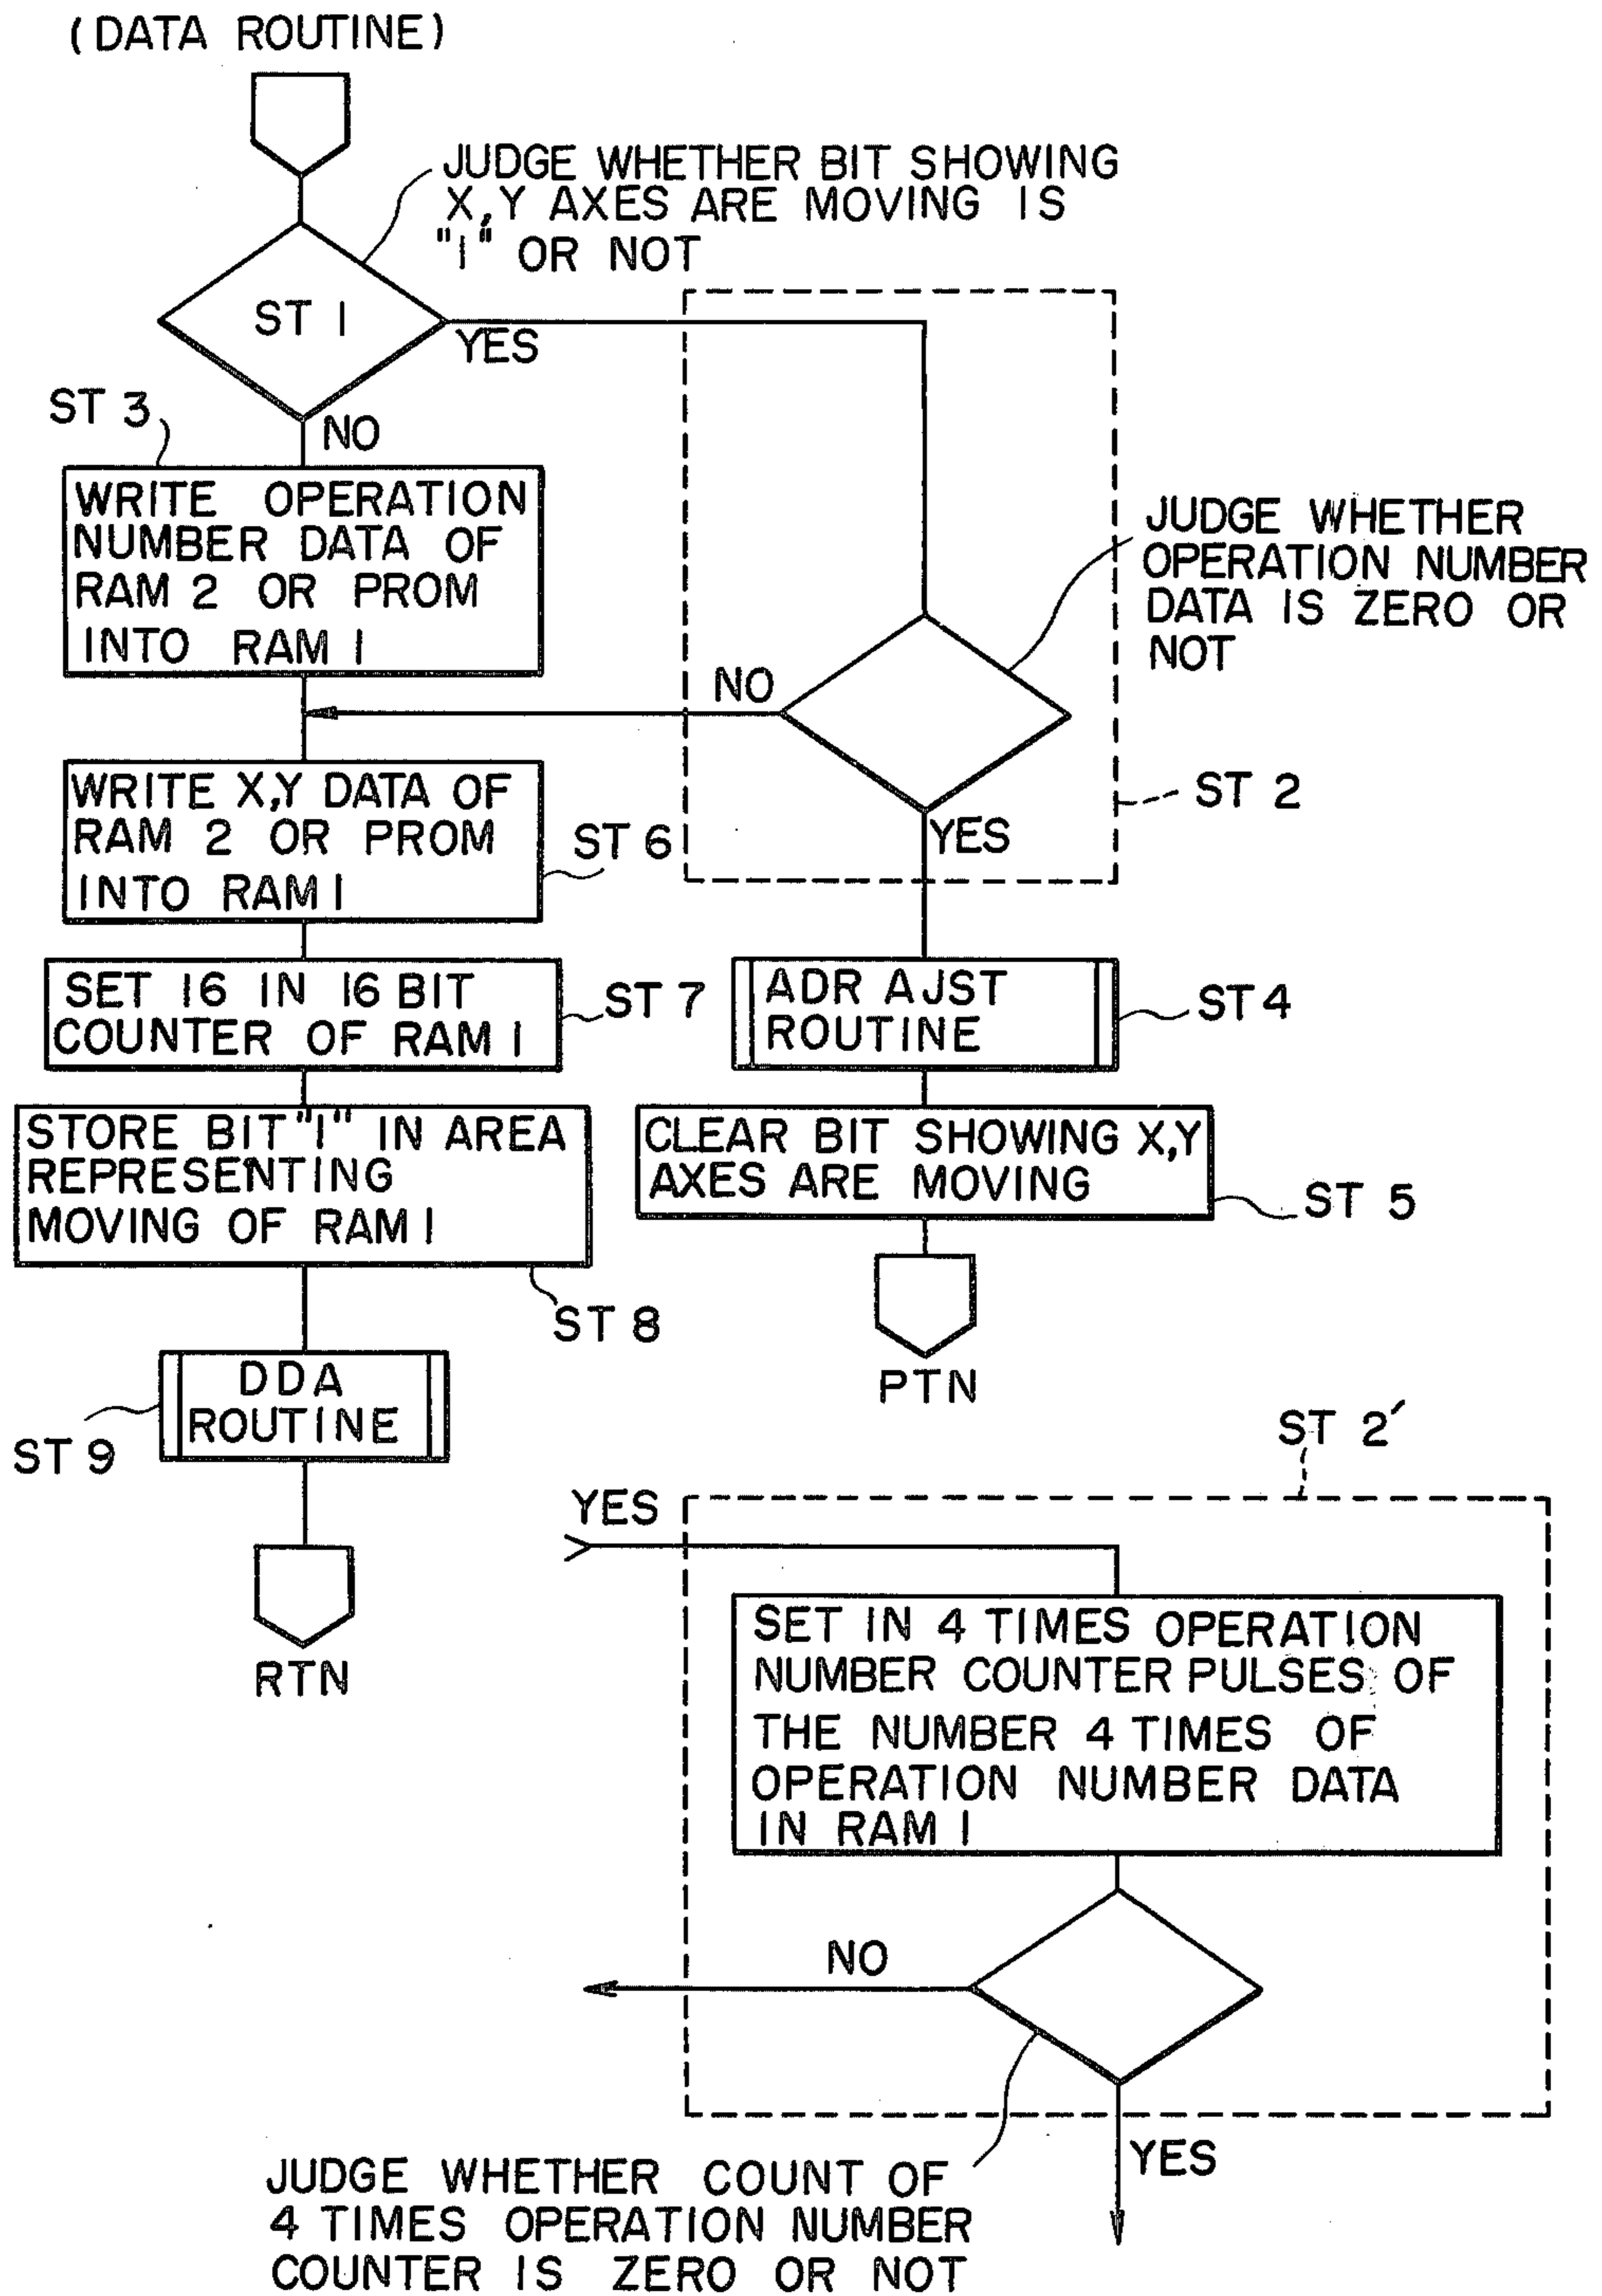 (DATA ROUTINE)
JUDGE WHETHER BIT SHOWING
X,Y AXES ARE MOVING IS
"1" OR NOT
ST 1
YES
ST 3
NO
WRITE OPERATION
NUMBER DATA OF
RAM 2 OR PROM
INTO RAM 1
JUDGE WHETHER
OPERATION NUMBER
DATA IS ZERO OR
NOT
NO
YES
ST 2
WRITE X,Y DATA OF
RAM 2 OR PROM
INTO RAM 1
ST 6
SET 16 IN 16 BIT
COUNTER OF RAM 1
ST 7
ADR AJST
ROUTINE
ST 4
STORE BIT "1" IN AREA
REPRESENTING
MOVING OF RAM 1
ST 8
CLEAR BIT SHOWING X,Y
AXES ARE MOVING
ST 5
PTN
DDA
ROUTINE
ST 9
RTN
ST 2'
YES
SET IN 4 TIMES OPERATION
NUMBER COUNTER PULSES OF
THE NUMBER 4 TIMES OF
OPERATION NUMBER DATA
IN RAM 1
NO
YES
JUDGE WHETHER COUNT OF
4 TIMES OPERATION NUMBER
COUNTER IS ZERO OR NOT